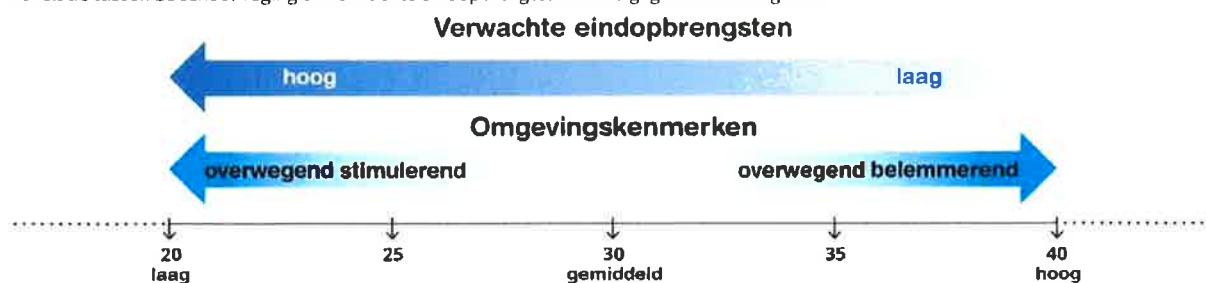 Verwachte eindopbrengsten
hoog laag
Omgevingskenmerken
overwegend stimulerend overwegend belemmerend
20 25 30 35 40
laag gemiddeld hoog